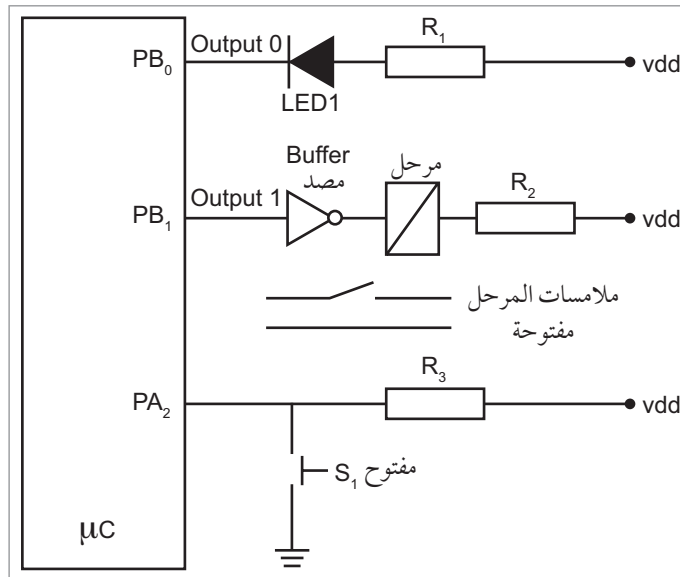 Output 0
PB₀
LED1
R₁
vdd
Buffer
مصد
مرحل
Output 1
PB₁
R₂
vdd
ملامسات المرحل
مفتوحة
PA₂
R₃
vdd
مفتوح S₁
µC